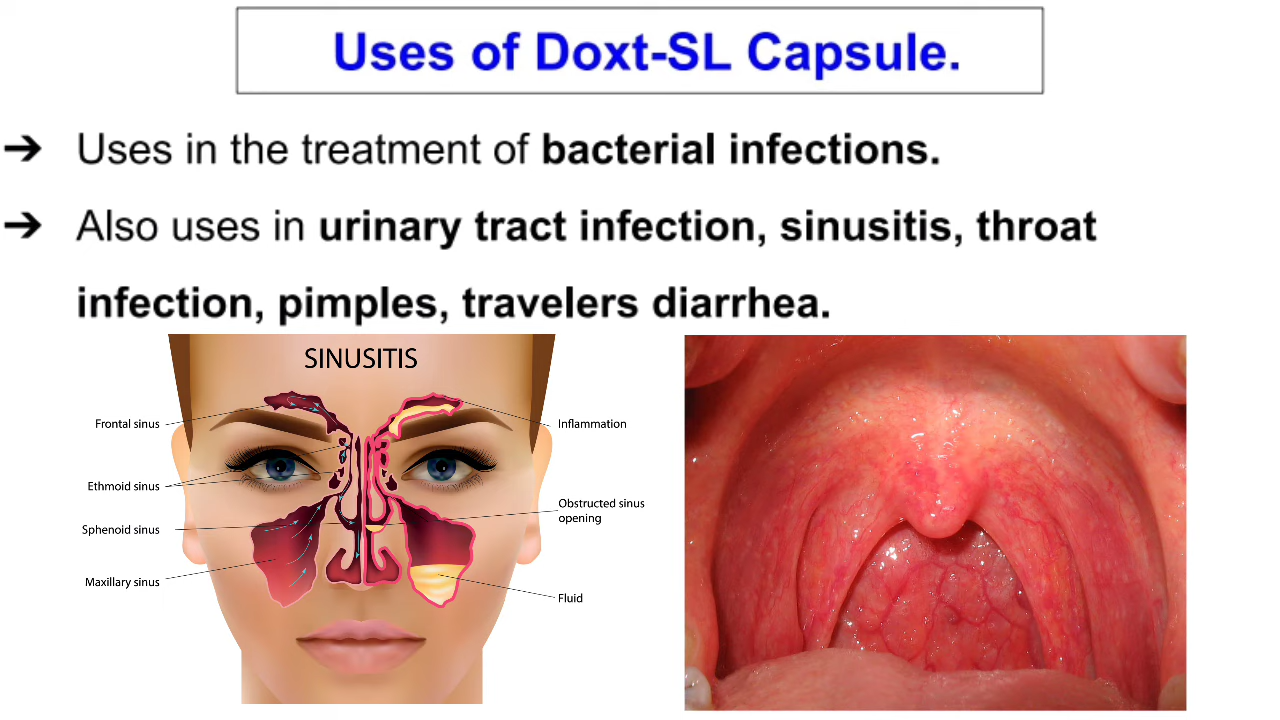 Uses of Doxt-SL Capsule.
➔ Uses in the treatment of bacterial infections.
➔ Also uses in urinary tract infection, sinusitis, throat
infection, pimples, travelers diarrhea.
SINUSITIS
Frontal sinus
Ethmoid sinus
Sphenoid sinus
Maxillary sinus
Inflammation
Obstructed sinus
opening
Fluid